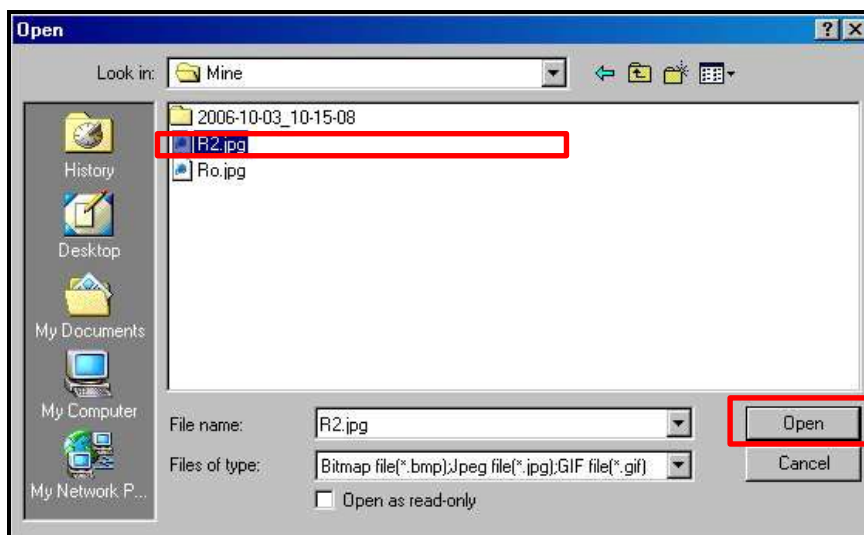 Open
Look in: Mine
2006-10-03_10-15-08
R2.jpg
Ro.jpg
History
Desktop
My Documents
My Computer
My Network P...
File name: R2.jpg Open
Files of type: Bitmap file(*.bmp);Jpeg file(*.jpg);GIF file(*.gif) Cancel
Open as read-only